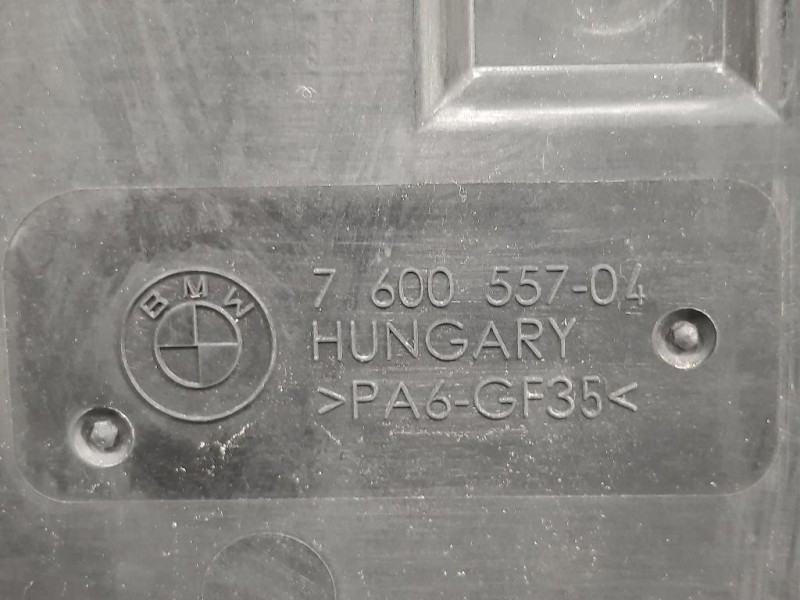 BMW
7 600 557-04
HUNGARY
>PA6-GF35<